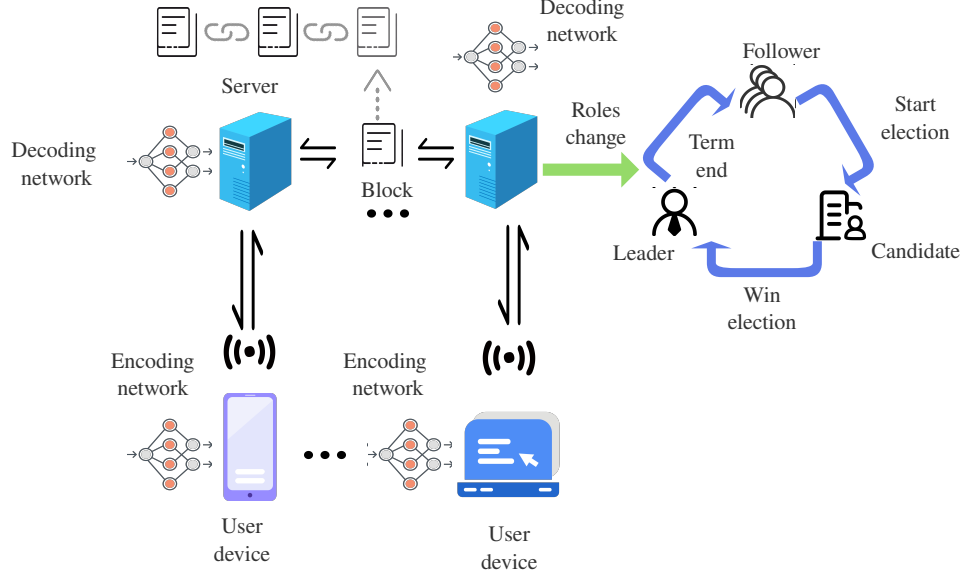 Decoding
network
Server
Follower
Roles
change
Start
election
Decoding
network
Term
end
Block
Leader
Candidate
Win
election
Encoding
network
Encoding
network
User
device
User
device